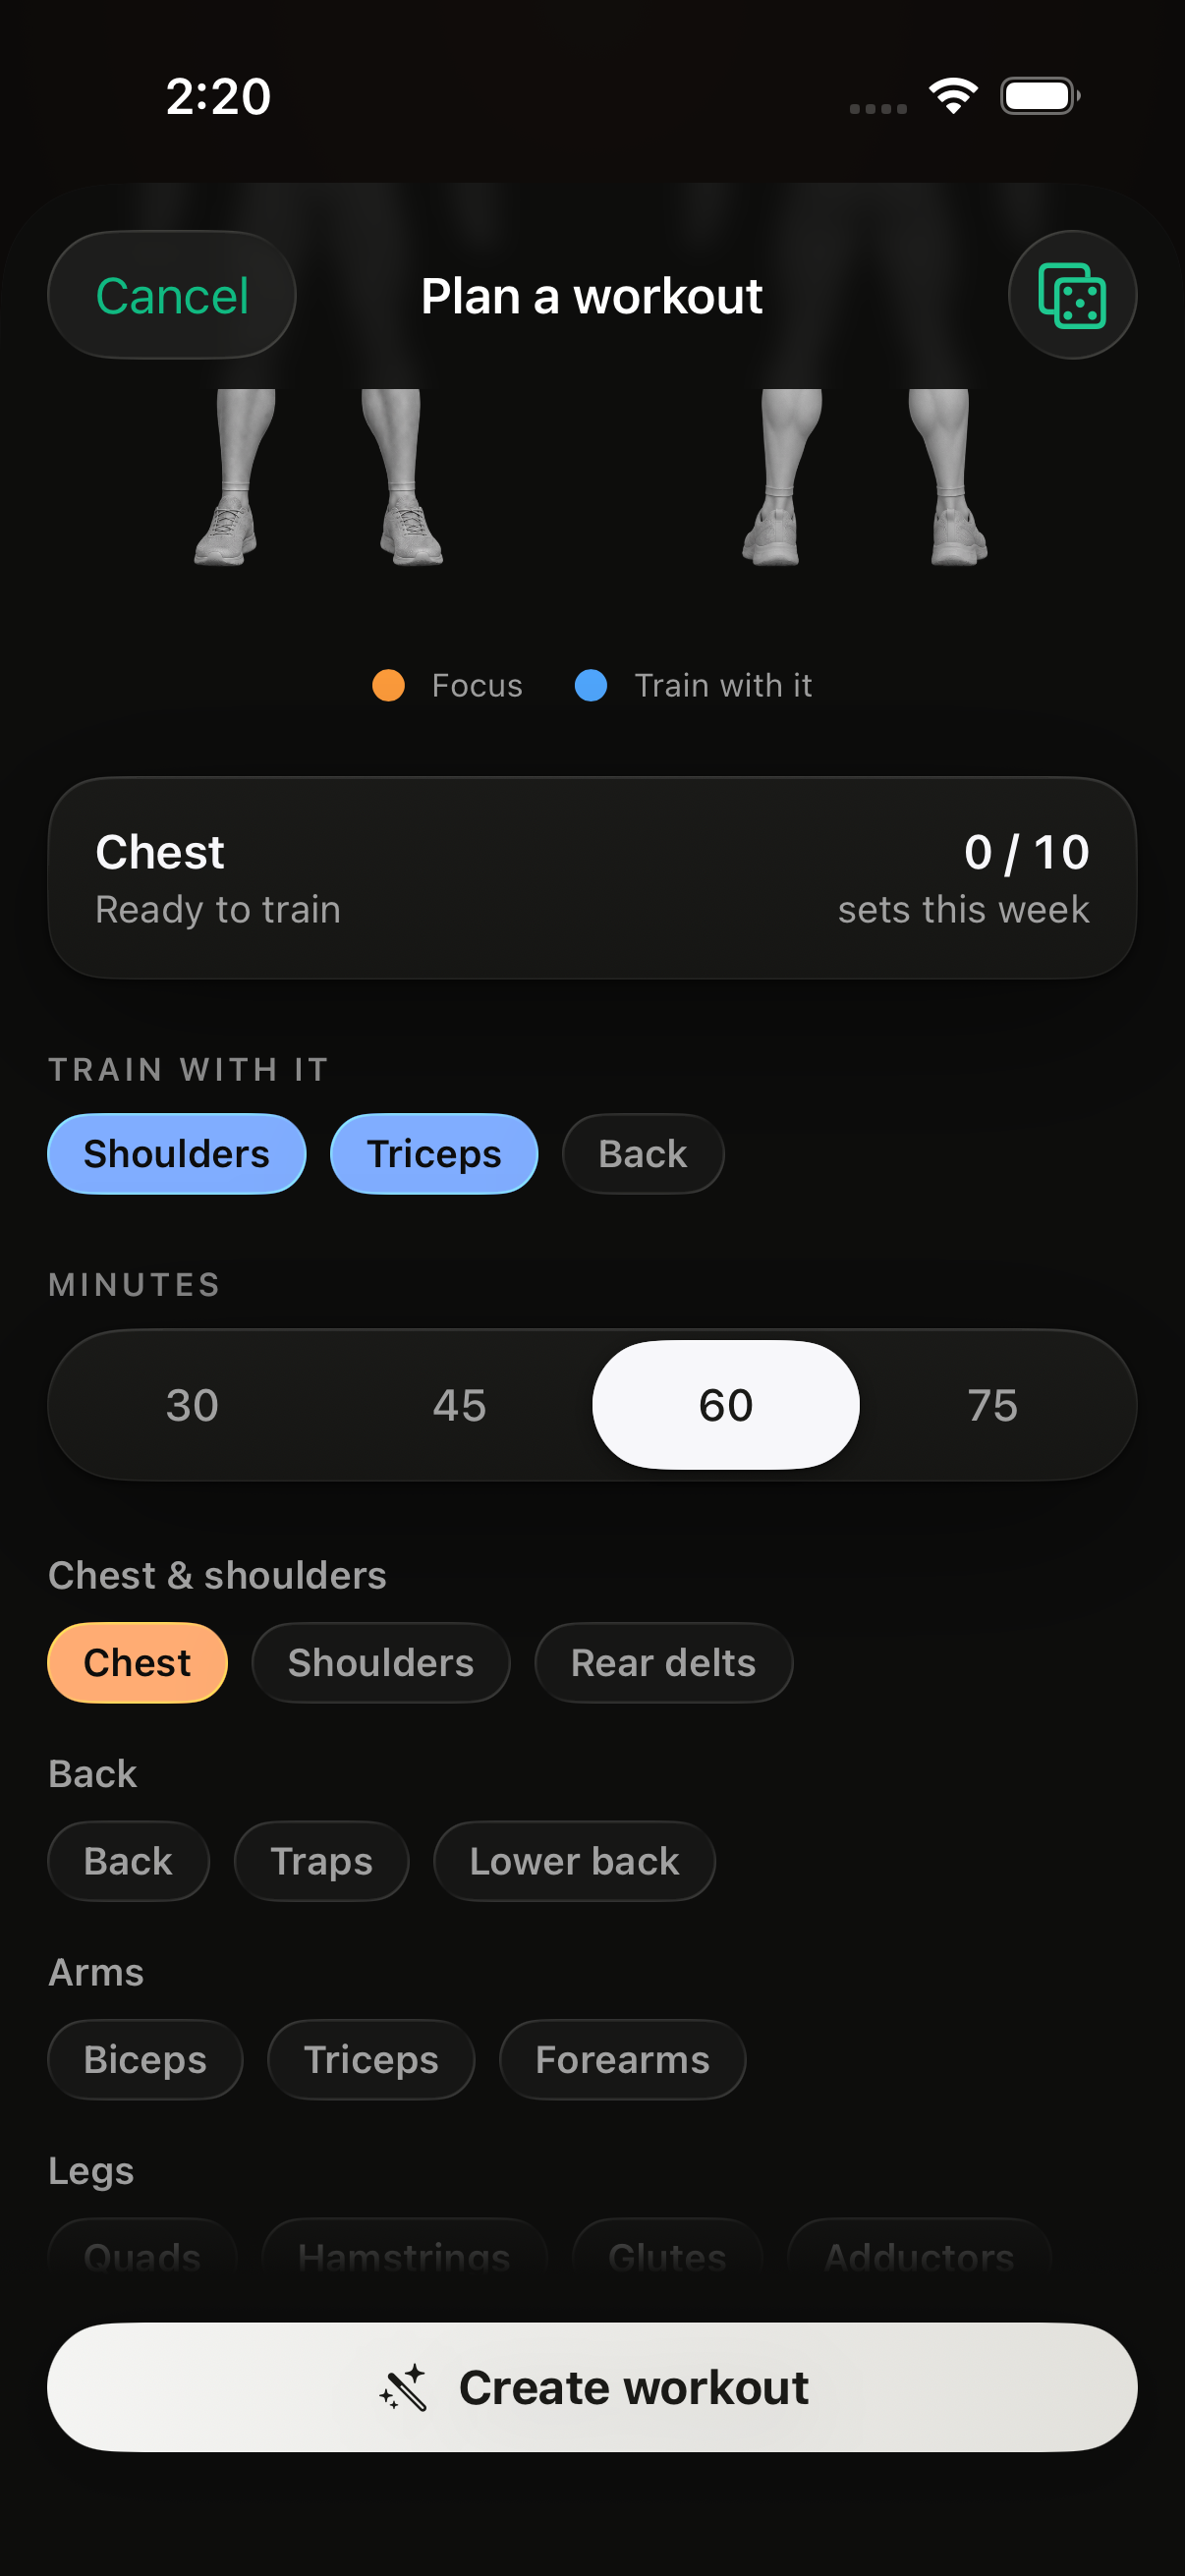 2:20
Cancel
Plan a workout
Focus
Train with it
Chest
0 / 10
Ready to train
sets this week
TRAIN WITH IT
Shoulders
Triceps
Back
MINUTES
30
45
60
75
Chest & shoulders
Chest
Shoulders
Rear delts
Back
Back
Traps
Lower back
Arms
Biceps
Triceps
Forearms
Legs
Quads
Hamstrings
Glutes
Adductors
Create workout